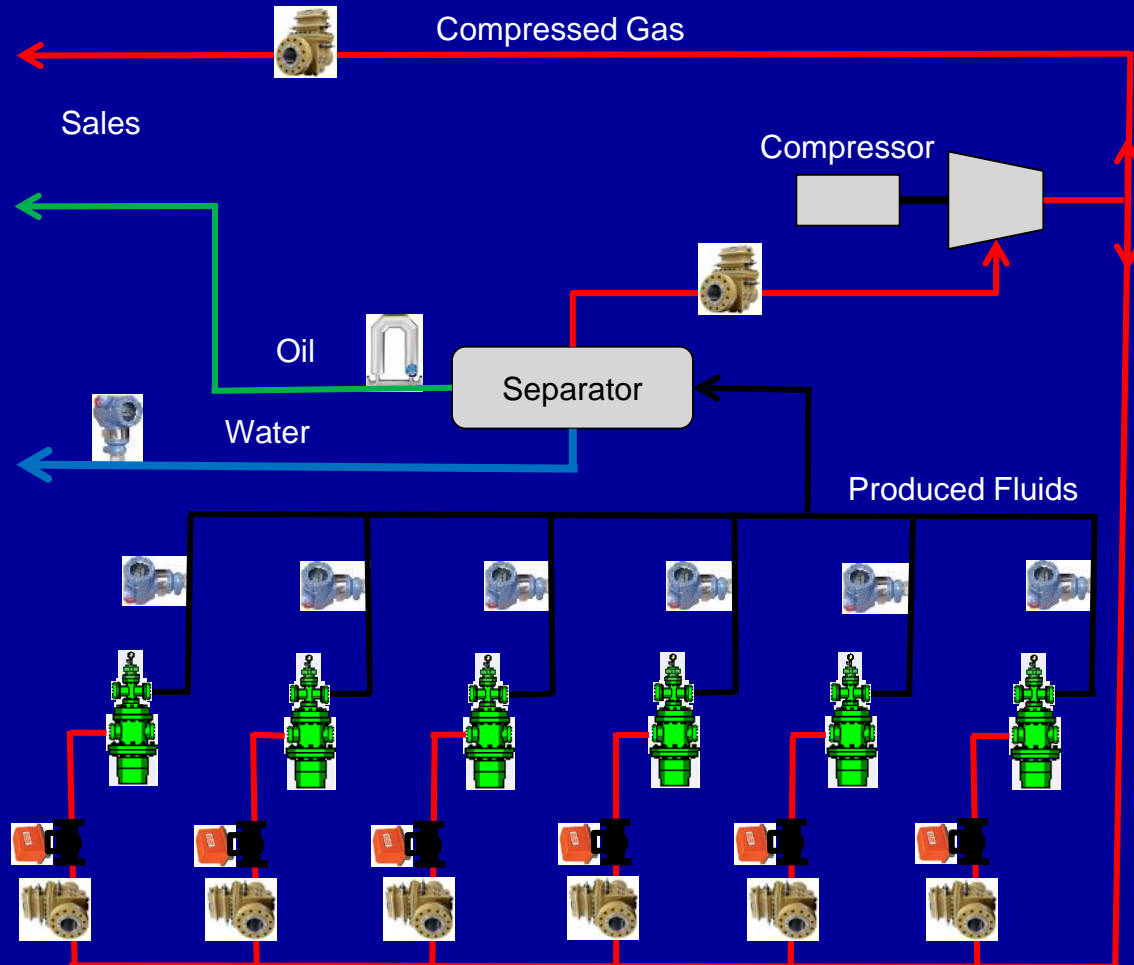 Compressed Gas
Sales
Compressor
Oil
Separator
Water
Produced Fluids